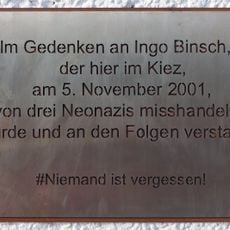 Im Gedenken an Ingo Binsch,
der hier im Kiez,
am 5. November 2001,
von drei Neonazis misshandel
rde und an den Folgen versta
#Niemand ist vergessen!